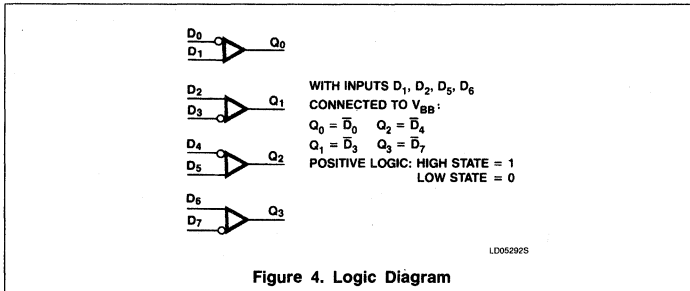 D₀
D₁
Q₀
D₂
D₃
Q₁
D₄
D₅
Q₂
D₆
D₇
Q₃
WITH INPUTS D₁, D₂, D₅, D₆
CONNECTED TO V_BB:
Q₀ = D̅₀ Q₂ = D̅₄
Q₁ = D̅₃ Q₃ = D̅₇
POSITIVE LOGIC: HIGH STATE = 1
LOW STATE = 0
LD05292S
Figure 4. Logic Diagram